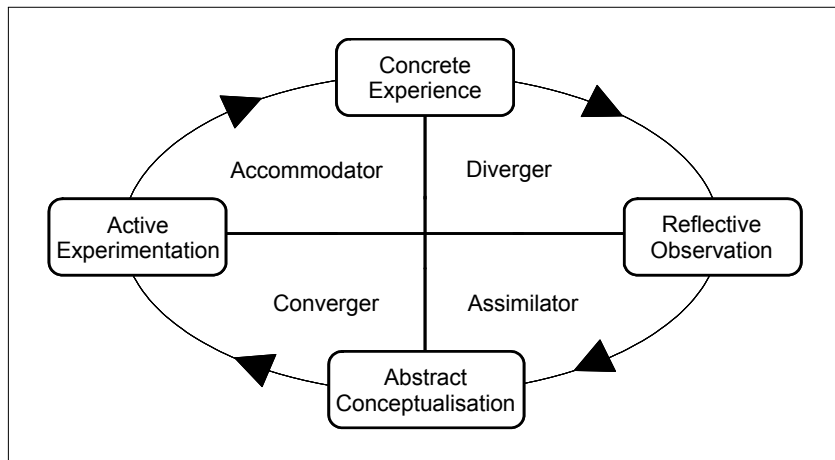 Concrete
Experience
Accommodator
Diverger
Active
Experimentation
Reflective
Observation
Converger
Assimilator
Abstract
Conceptualisation